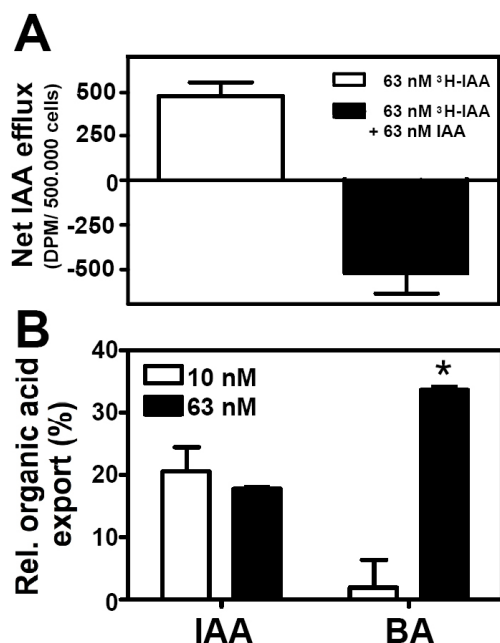 A
Net IAA efflux
(DPM/ 500.000 cells)
500
250
0
-250
-500
63 nM ³H-IAA
63 nM ³H-IAA
+ 63 nM IAA
B
Rel. organic acid
export (%)
40
30
20
10
0
10 nM
63 nM
*
IAA BA